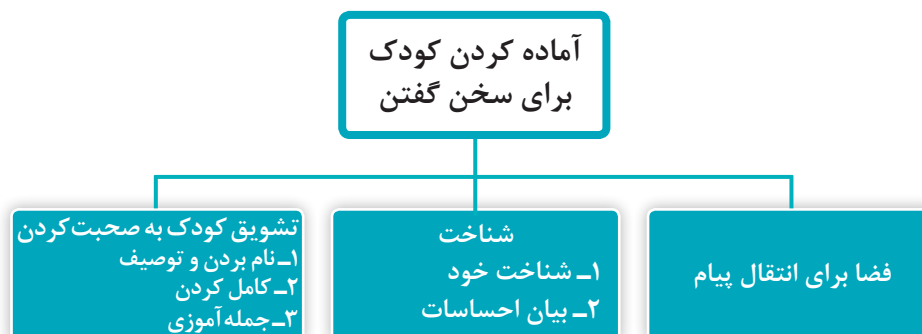 آماده کردن کودک
برای سخن گفتن
فضا برای انتقال پیام
شناخت
۱ـ شناخت خود
۲ـ بیان احساسات
تشویق کودک به صحبت‌کردن
۱ـ نام بردن و توصیف
۲ـ کامل کردن
۳ـ جمله‌آموزی